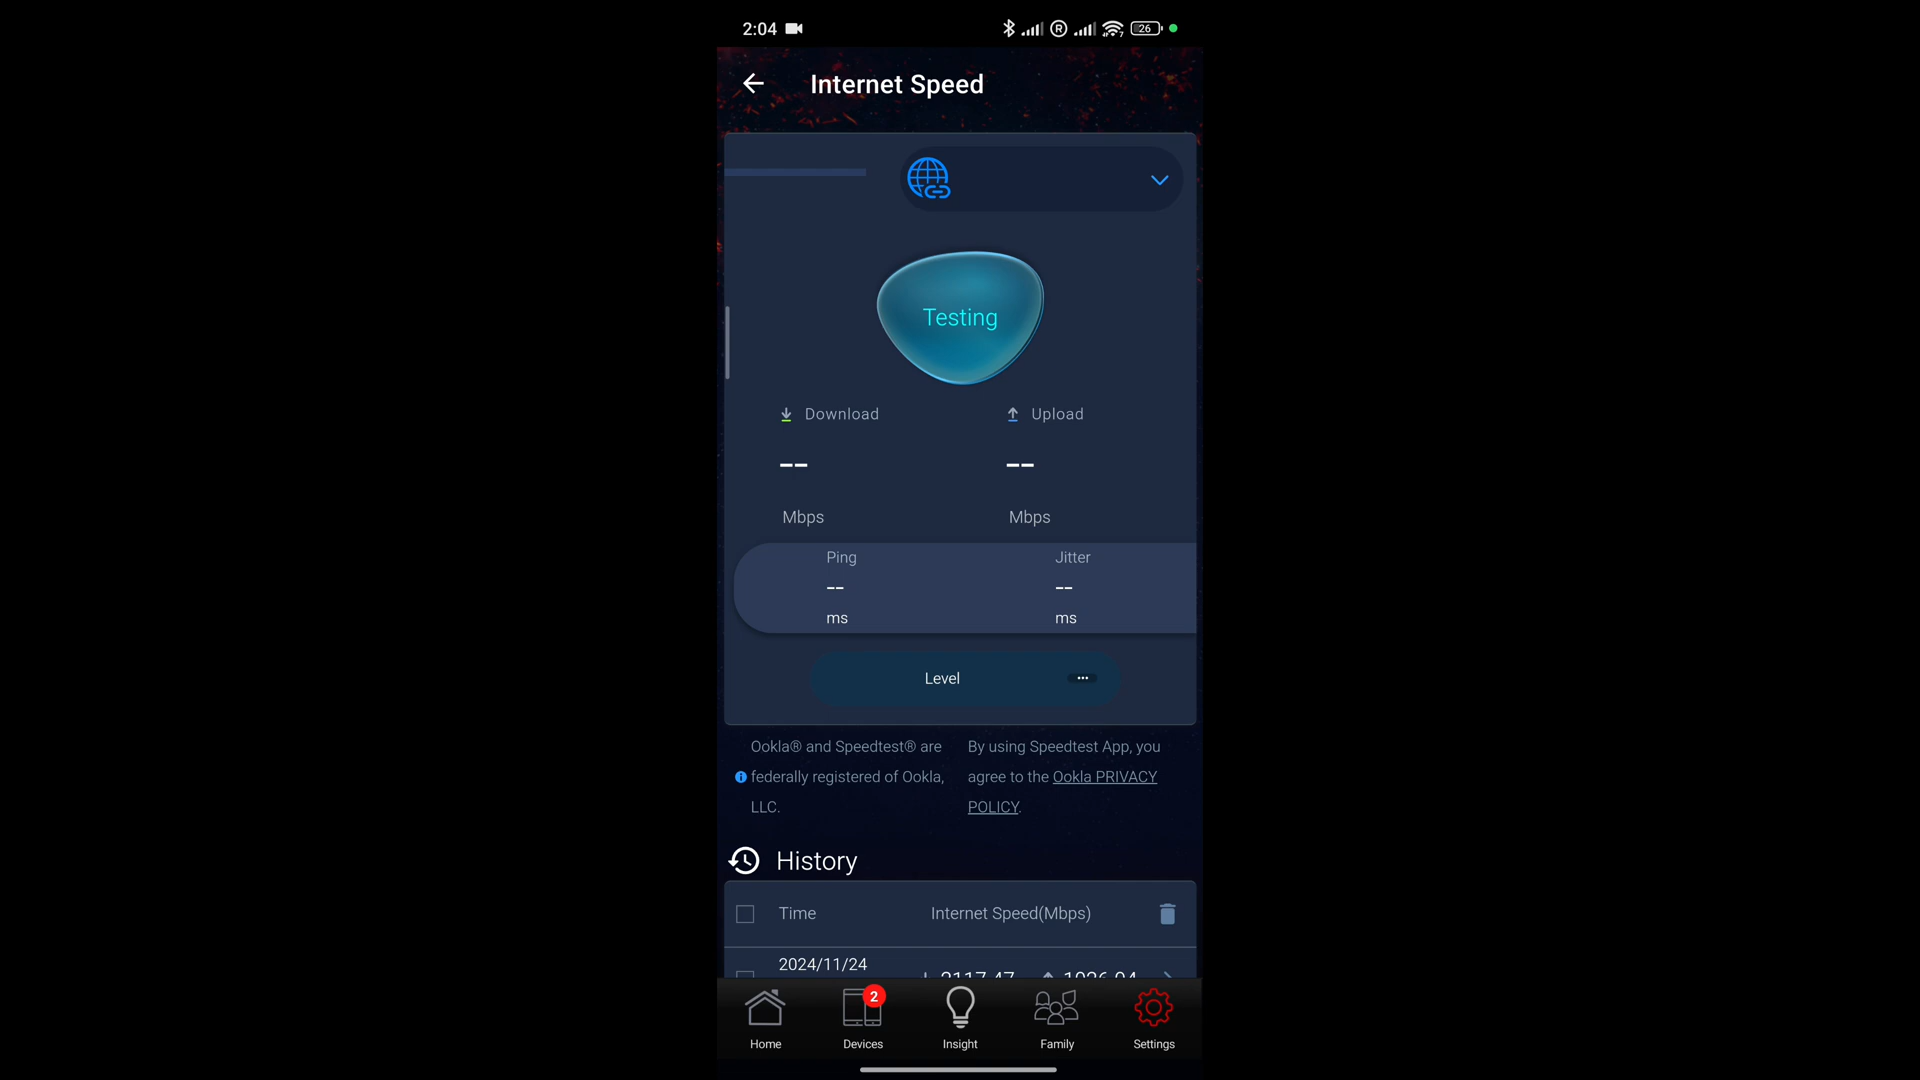 2:04
26
Internet Speed
Testing
Download
Upload
--
--
Mbps
Mbps
Ping
Jitter
--
--
ms
ms
Level
...
Ookla® and Speedtest® are
federally registered of Ookla,
LLC.
By using Speedtest App, you
agree to the Ookla PRIVACY
POLICY.
History
Time
Internet Speed(Mbps)
2024/11/24
2
Home
Devices
Insight
Family
Settings